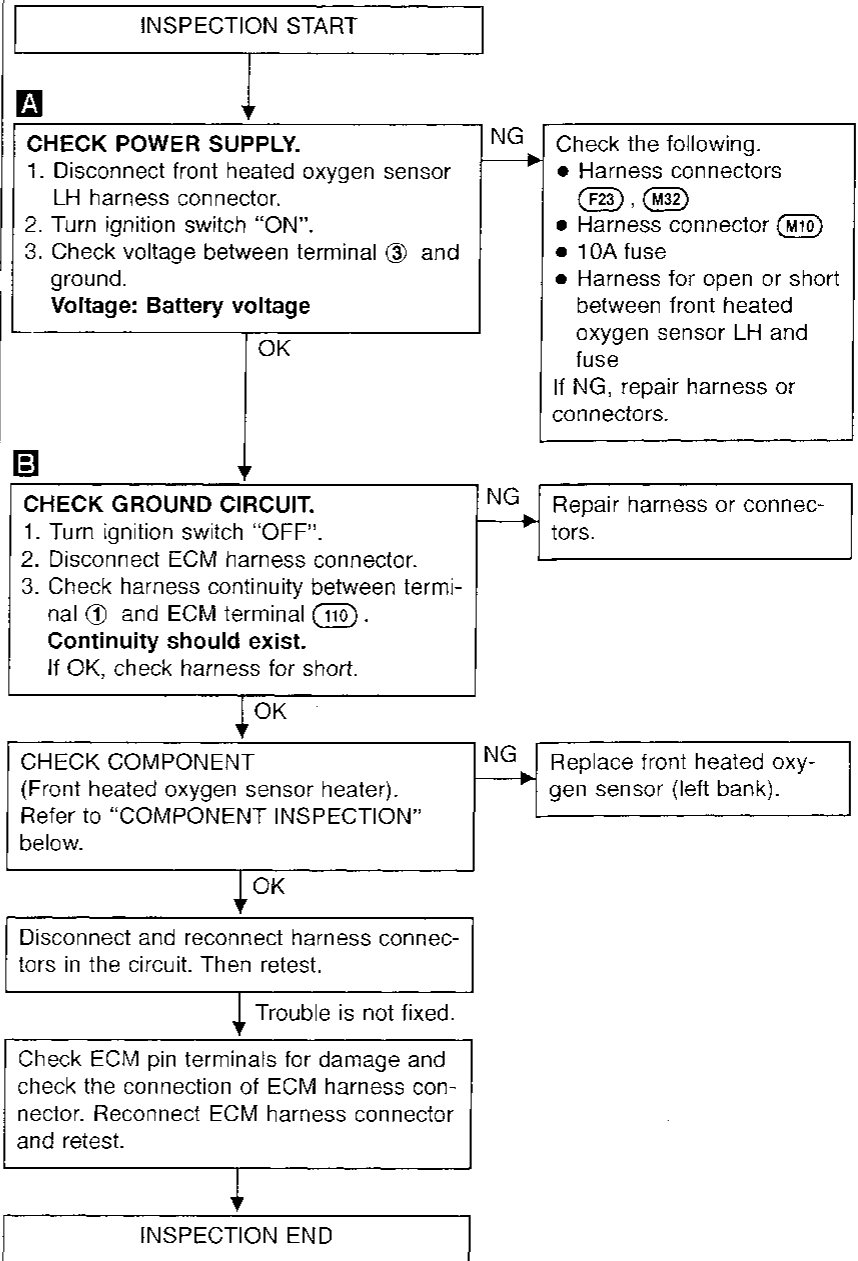 INSPECTION START
A
CHECK POWER SUPPLY.
1. Disconnect front heated oxygen sensor
LH harness connector.
2. Turn ignition switch “ON”.
3. Check voltage between terminal ③ and
ground.
Voltage: Battery voltage
NG
Check the following.
● Harness connectors
(F23) , (M32)
● Harness connector (M10)
● 10A fuse
● Harness for open or short
between front heated
oxygen sensor LH and
fuse
If NG, repair harness or
connectors.
OK
B
CHECK GROUND CIRCUIT.
1. Turn ignition switch “OFF”.
2. Disconnect ECM harness connector.
3. Check harness continuity between termi-
nal ① and ECM terminal (110) .
Continuity should exist.
If OK, check harness for short.
NG
Repair harness or connec-
tors.
OK
CHECK COMPONENT
(Front heated oxygen sensor heater).
Refer to “COMPONENT INSPECTION”
below.
NG
Replace front heated oxy-
gen sensor (left bank).
OK
Disconnect and reconnect harness connec-
tors in the circuit. Then retest.
Trouble is not fixed.
Check ECM pin terminals for damage and
check the connection of ECM harness con-
nector. Reconnect ECM harness connector
and retest.
INSPECTION END